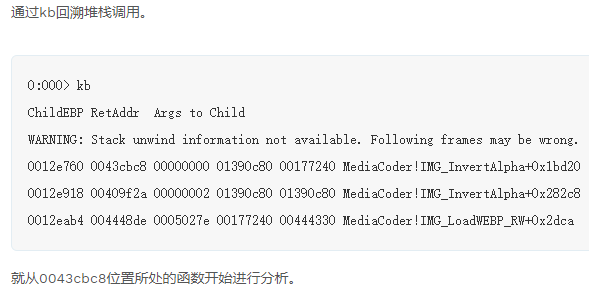 通过kb回溯堆栈调用。
0:000> kb
ChildEBP RetAddr  Args to Child
WARNING: Stack unwind information not available. Following frames may be wrong.
0012e760 0043cbc8 00000000 01390c80 00177240 MediaCoder!IMG_InvertAlpha+0x1bd20
0012e918 00409f2a 00000002 01390c80 01390c80 MediaCoder!IMG_InvertAlpha+0x282c8
0012eab4 004448de 0005027e 00177240 00444330 MediaCoder!IMG_LoadWEBP_RW+0x2dca
就从0043cbc8位置所处的函数开始进行分析。